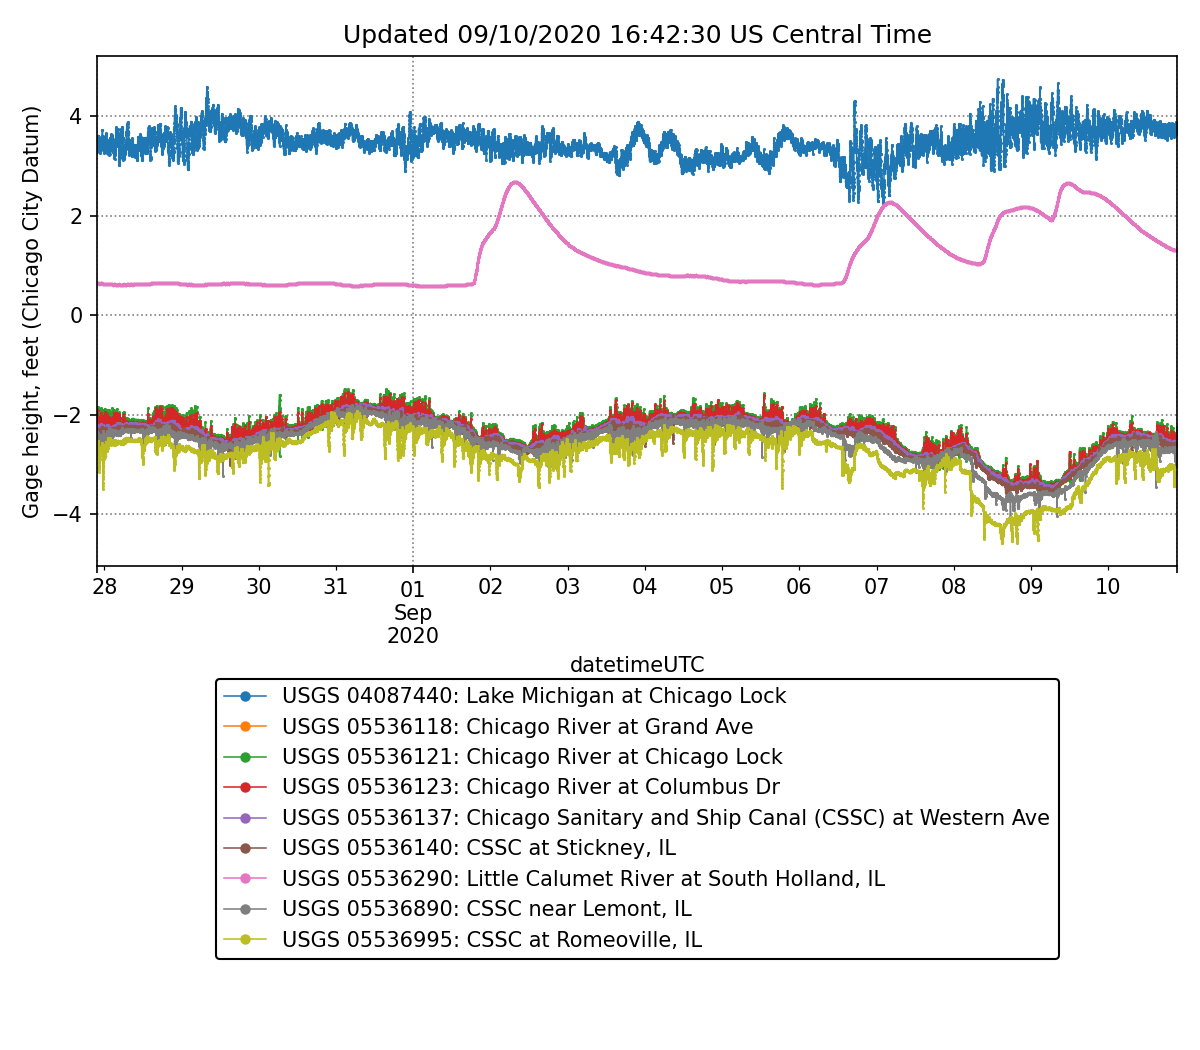 Updated 09/10/2020 16:42:30 US Central Time
Gage height, feet (Chicago City Datum)
4
2
0
−2
−4
28 29 30 31 01 02 03 04 05 06 07 08 09 10
Sep
2020
datetimeUTC
USGS 04087440: Lake Michigan at Chicago Lock
USGS 05536118: Chicago River at Grand Ave
USGS 05536121: Chicago River at Chicago Lock
USGS 05536123: Chicago River at Columbus Dr
USGS 05536137: Chicago Sanitary and Ship Canal (CSSC) at Western Ave
USGS 05536140: CSSC at Stickney, IL
USGS 05536290: Little Calumet River at South Holland, IL
USGS 05536890: CSSC near Lemont, IL
USGS 05536995: CSSC at Romeoville, IL